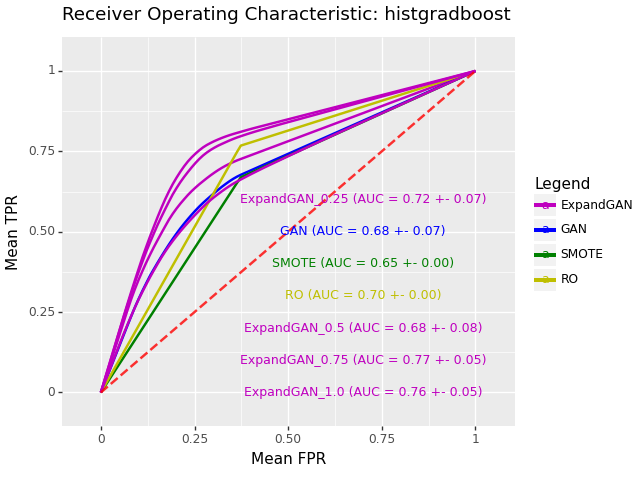 Receiver Operating Characteristic: histgradboost
Mean TPR
1
0.75
0.50
0.25
0
ExpandGAN_0.25 (AUC = 0.72 +- 0.07)
GAN (AUC = 0.68 +- 0.07)
SMOTE (AUC = 0.65 +- 0.00)
RO (AUC = 0.70 +- 0.00)
ExpandGAN_0.5 (AUC = 0.68 +- 0.08)
ExpandGAN_0.75 (AUC = 0.77 +- 0.05)
ExpandGAN_1.0 (AUC = 0.76 +- 0.05)
0 0.25 0.50 0.75 1
Mean FPR
Legend
a ExpandGAN
a GAN
a SMOTE
a RO